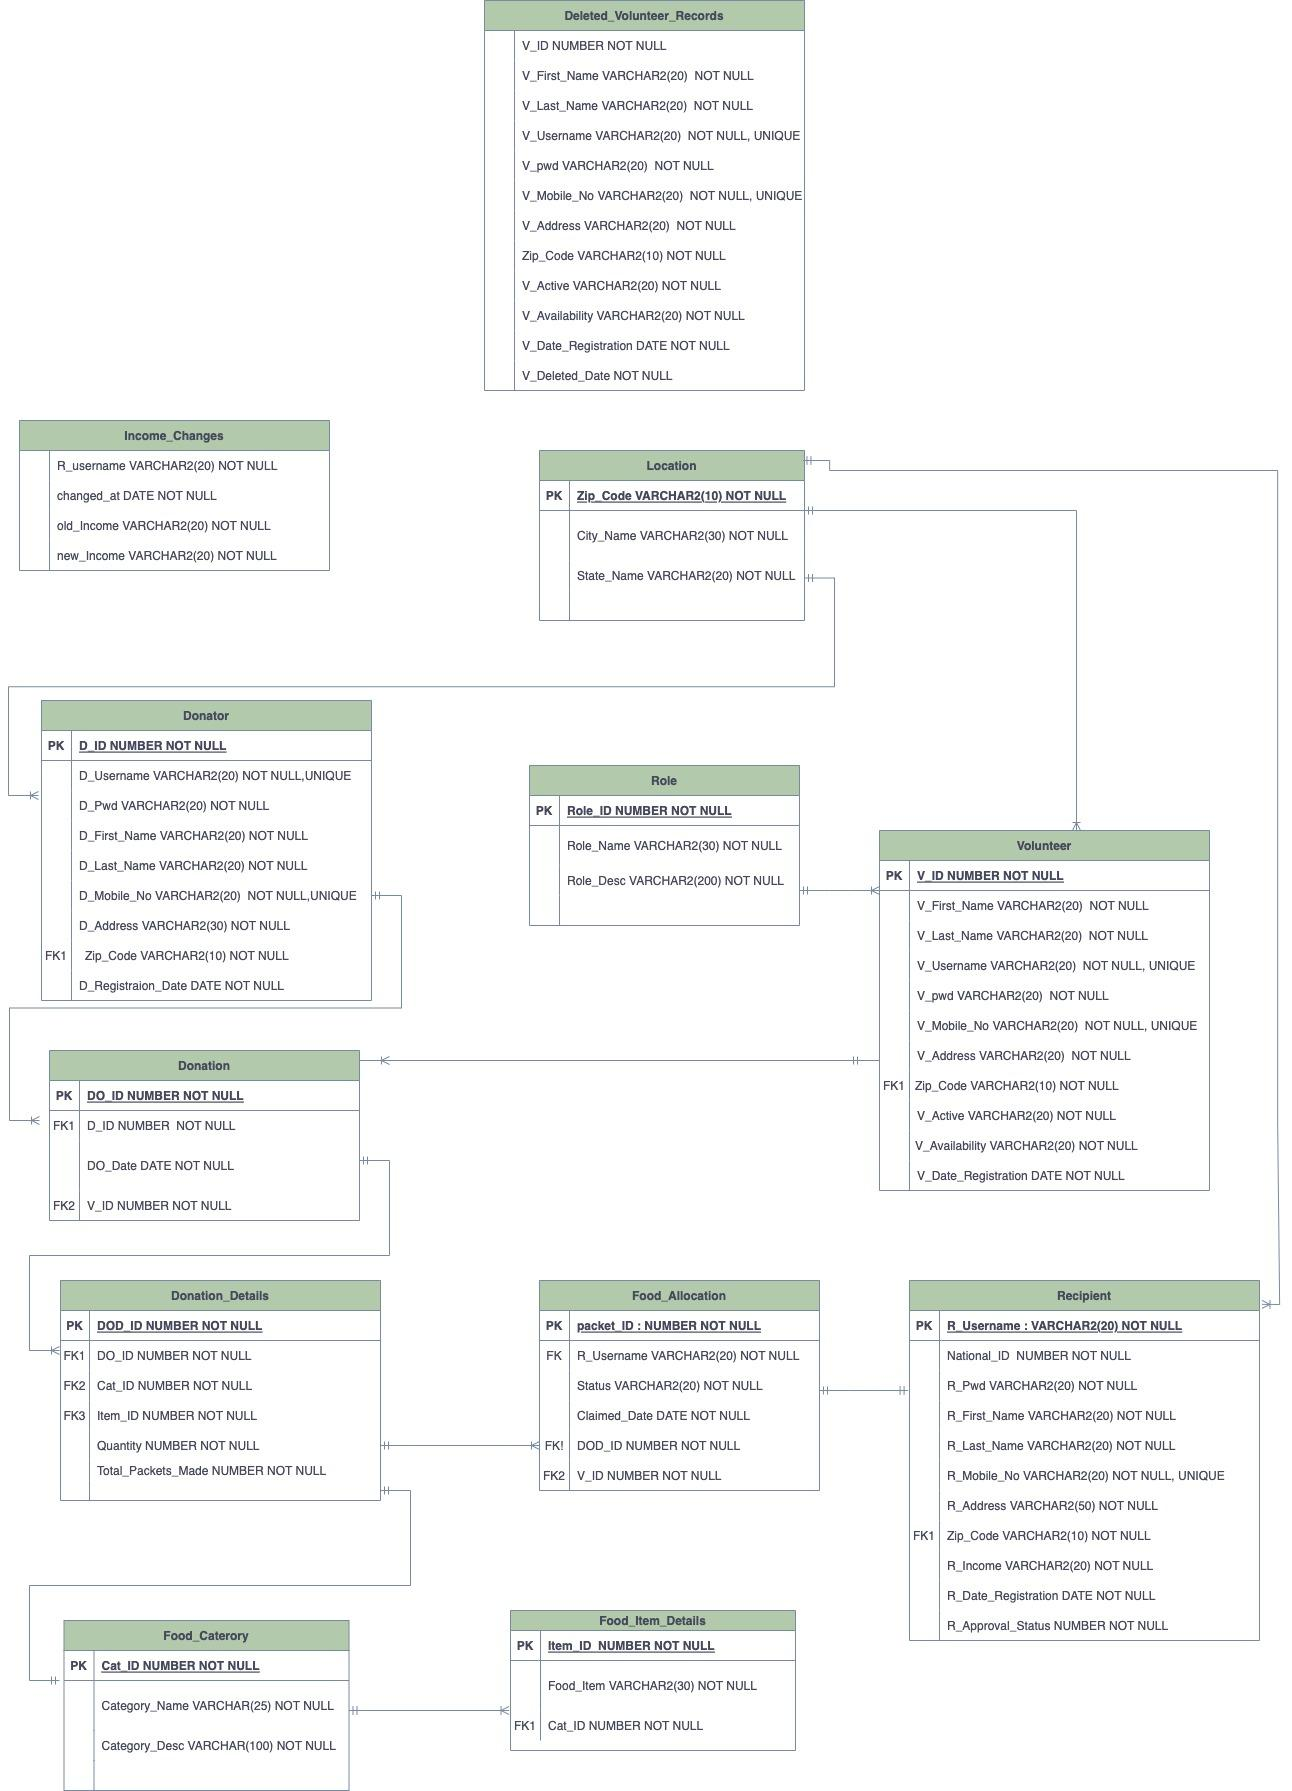 Deleted_Volunteer_Records
V_ID NUMBER NOT NULL
V_First_Name VARCHAR2(20) NOT NULL
V_Last_Name VARCHAR2(20) NOT NULL
V_Username VARCHAR2(20) NOT NULL, UNIQUE
V_pwd VARCHAR2(20) NOT NULL
V_Mobile_No VARCHAR2(20) NOT NULL, UNIQUE
V_Address VARCHAR2(20) NOT NULL
Zip_Code VARCHAR2(10) NOT NULL
V_Active VARCHAR2(20) NOT NULL
V_Availability VARCHAR2(20) NOT NULL
V_Date_Registration DATE NOT NULL
V_Deleted_Date NOT NULL
Income_Changes
R_username VARCHAR2(20) NOT NULL
changed_at DATE NOT NULL
old_Income VARCHAR2(20) NOT NULL
new_Income VARCHAR2(20) NOT NULL
Location
PK Zip_Code VARCHAR2(10) NOT NULL
City_Name VARCHAR2(30) NOT NULL
State_Name VARCHAR2(20) NOT NULL
Donator
PK D_ID NUMBER NOT NULL
D_Username VARCHAR2(20) NOT NULL,UNIQUE
D_Pwd VARCHAR2(20) NOT NULL
D_First_Name VARCHAR2(20) NOT NULL
D_Last_Name VARCHAR2(20) NOT NULL
D_Mobile_No VARCHAR2(20) NOT NULL,UNIQUE
D_Address VARCHAR2(30) NOT NULL
FK1 Zip_Code VARCHAR2(10) NOT NULL
D_Registraion_Date DATE NOT NULL
Role
PK Role_ID NUMBER NOT NULL
Role_Name VARCHAR2(30) NOT NULL
Role_Desc VARCHAR2(200) NOT NULL
Volunteer
PK V_ID NUMBER NOT NULL
V_First_Name VARCHAR2(20) NOT NULL
V_Last_Name VARCHAR2(20) NOT NULL
V_Username VARCHAR2(20) NOT NULL, UNIQUE
V_pwd VARCHAR2(20) NOT NULL
V_Mobile_No VARCHAR2(20) NOT NULL, UNIQUE
V_Address VARCHAR2(20) NOT NULL
FK1 Zip_Code VARCHAR2(10) NOT NULL
V_Active VARCHAR2(20) NOT NULL
V_Availability VARCHAR2(20) NOT NULL
V_Date_Registration DATE NOT NULL
Donation
PK DO_ID NUMBER NOT NULL
FK1 D_ID NUMBER NOT NULL
DO_Date DATE NOT NULL
FK2 V_ID NUMBER NOT NULL
Donation_Details
PK DOD_ID NUMBER NOT NULL
FK1 DO_ID NUMBER NOT NULL
FK2 Cat_ID NUMBER NOT NULL
FK3 Item_ID NUMBER NOT NULL
Quantity NUMBER NOT NULL
Total_Packets_Made NUMBER NOT NULL
Food_Allocation
PK packet_ID : NUMBER NOT NULL
FK R_Username VARCHAR2(20) NOT NULL
Status VARCHAR2(20) NOT NULL
Claimed_Date DATE NOT NULL
FK! DOD_ID NUMBER NOT NULL
FK2 V_ID NUMBER NOT NULL
Recipient
PK R_Username : VARCHAR2(20) NOT NULL
National_ID NUMBER NOT NULL
R_Pwd VARCHAR2(20) NOT NULL
R_First_Name VARCHAR2(20) NOT NULL
R_Last_Name VARCHAR2(20) NOT NULL
R_Mobile_No VARCHAR2(20) NOT NULL, UNIQUE
R_Address VARCHAR2(50) NOT NULL
FK1 Zip_Code VARCHAR2(10) NOT NULL
R_Income VARCHAR2(20) NOT NULL
R_Date_Registration DATE NOT NULL
R_Approval_Status NUMBER NOT NULL
Food_Caterory
PK Cat_ID NUMBER NOT NULL
Category_Name VARCHAR(25) NOT NULL
Category_Desc VARCHAR(100) NOT NULL
Food_Item_Details
PK Item_ID NUMBER NOT NULL
Food_Item VARCHAR2(30) NOT NULL
FK1 Cat_ID NUMBER NOT NULL